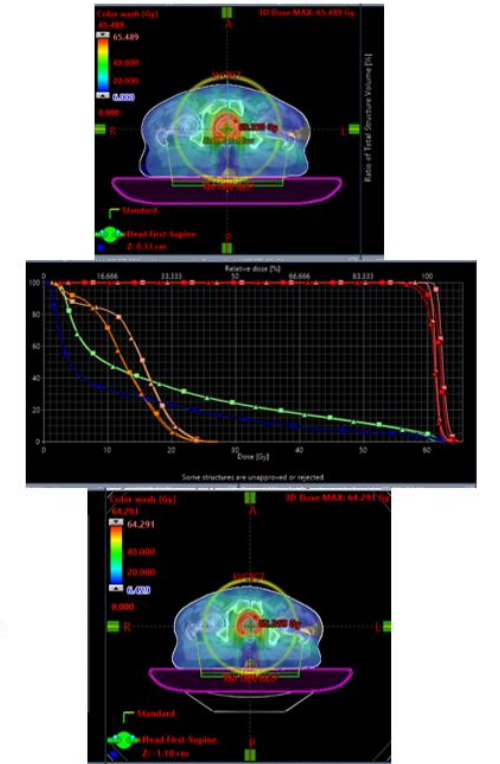 Color wash [Gy]
3D Dose MAX: 65.489 Gy
65.489
65.489
A
40.000
20.000
6.000
0.000
R
L
Ratio of Total Structure Volume [%]
Standard
Head First-Supine
Z: 0.33 cm
P
Relative dose [%]
0 16.666 33.333 50 66.666 83.333 100
100
80
60
40
20
0
0 10 20 30 40 50 60
Dose [Gy]
Some structures are unapproved or rejected
Color wash [Gy]
3D Dose MAX: 64.291 Gy
64.291
64.291
A
40.000
20.000
6.429
0.000
R
L
Standard
Head First-Supine
Z: -1.10 cm
P